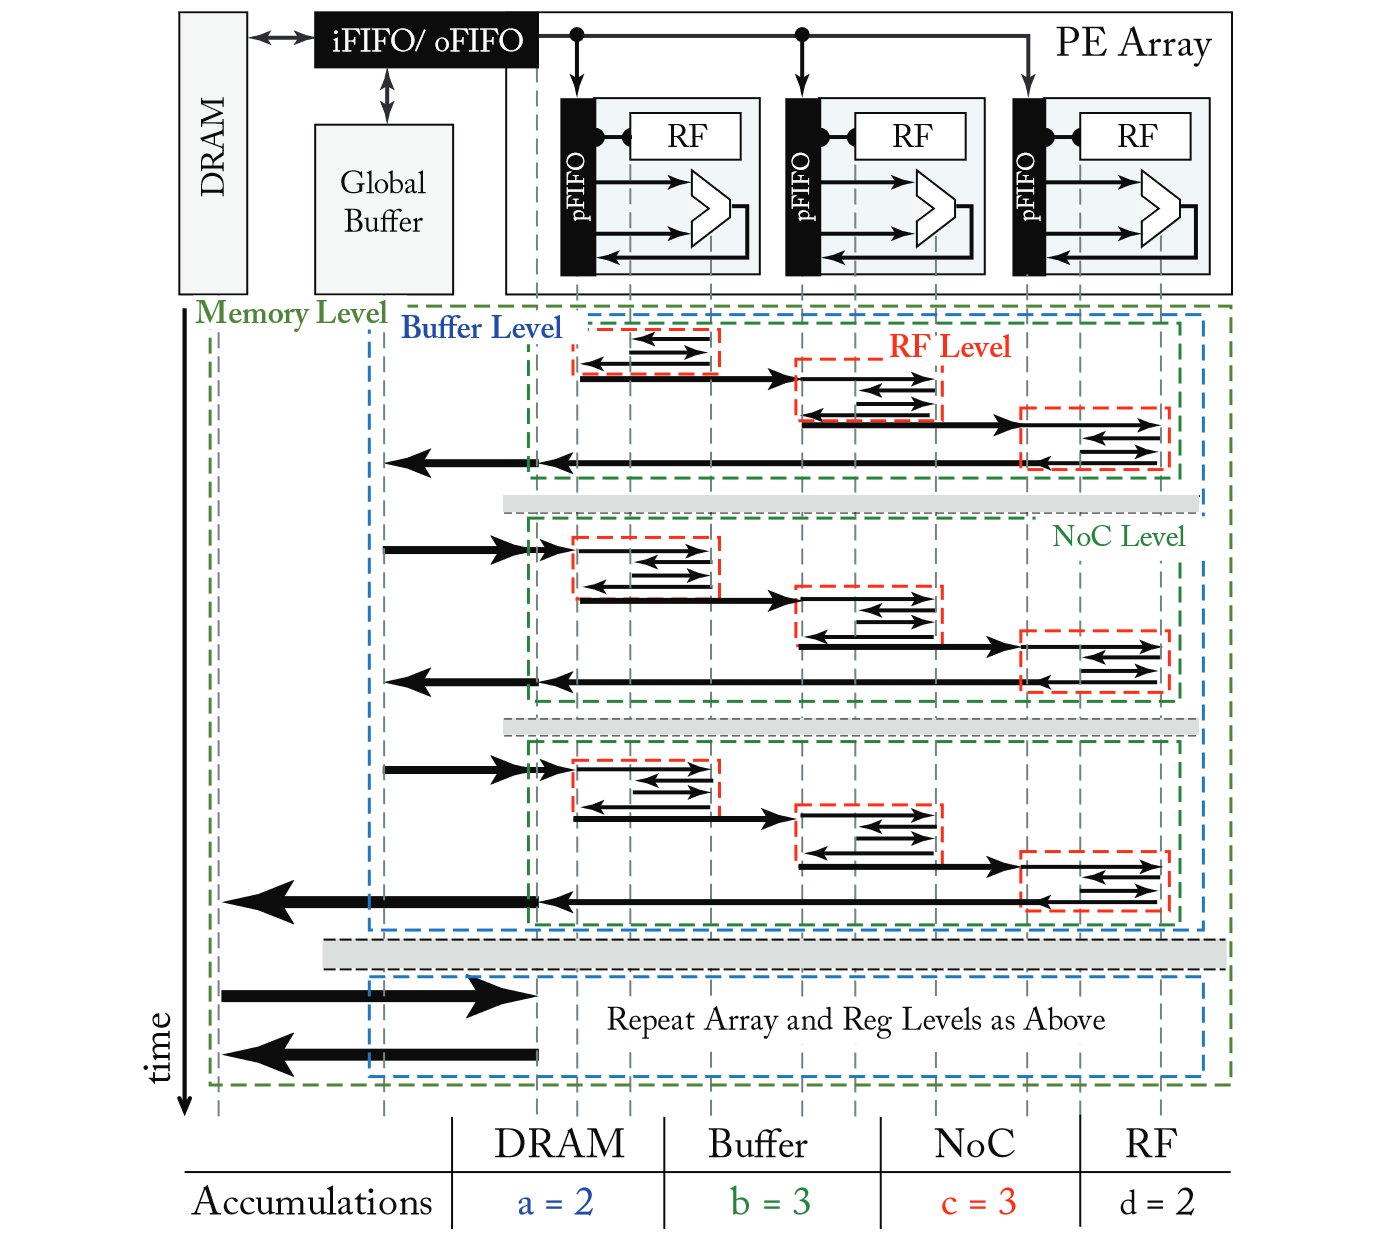 DRAM
iFIFO/ oFIFO
PE Array
Global
Buffer
pFIFO
RF
pFIFO
RF
pFIFO
RF
Memory Level
Buffer Level
RF Level
NoC Level
Repeat Array and Reg Levels as Above
time
DRAM Buffer NoC RF
Accumulations a = 2 b = 3 c = 3 d = 2